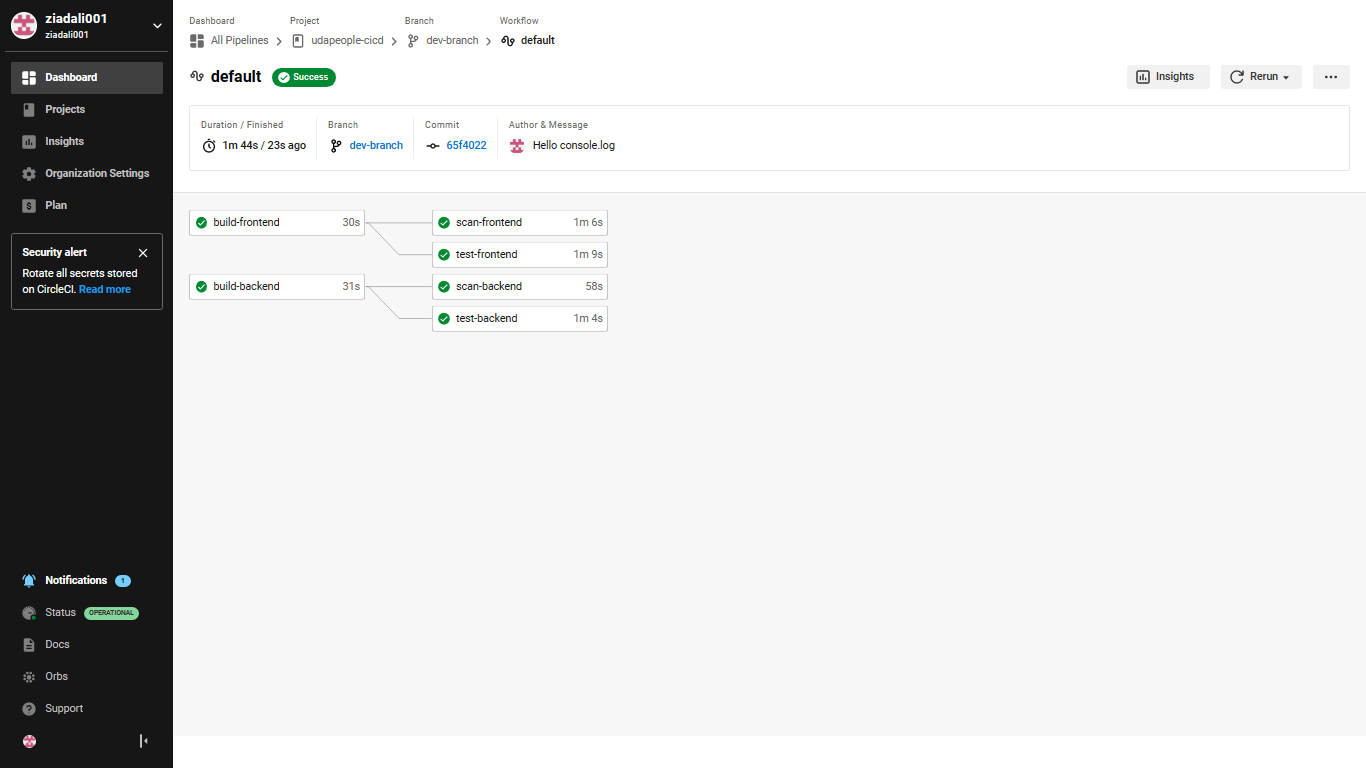 ziadali001
ziadali001
Dashboard
Projects
Insights
Organization Settings
$ Plan
Security alert
Rotate all secrets stored
on CircleCI. Read more
Notifications 1
Status OPERATIONAL
Docs
Orbs
? Support
Dashboard Project Branch Workflow
All Pipelines udapeople-cicd dev-branch default
default Success Insights Rerun
Duration / Finished Branch Commit Author & Message
1m 44s / 23s ago dev-branch 65f4022 Hello console.log
build-frontend 30s scan-frontend 1m 6s
test-frontend 1m 9s
build-backend 31s scan-backend 58s
test-backend 1m 4s